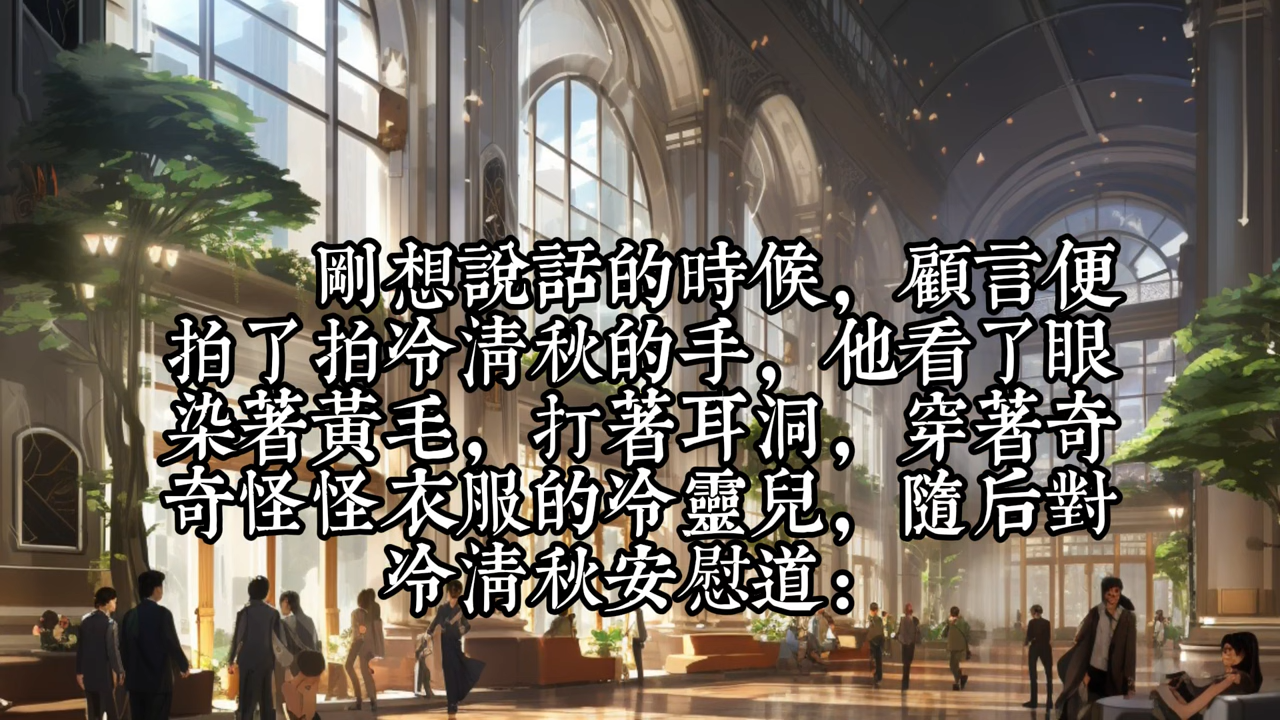 剛想說話的時候，顧言便
拍了拍冷清秋的手，他看了眼
染著黃毛，打著耳洞，穿著奇
奇怪怪衣服的冷靈兒，隨后對
冷清秋安慰道：